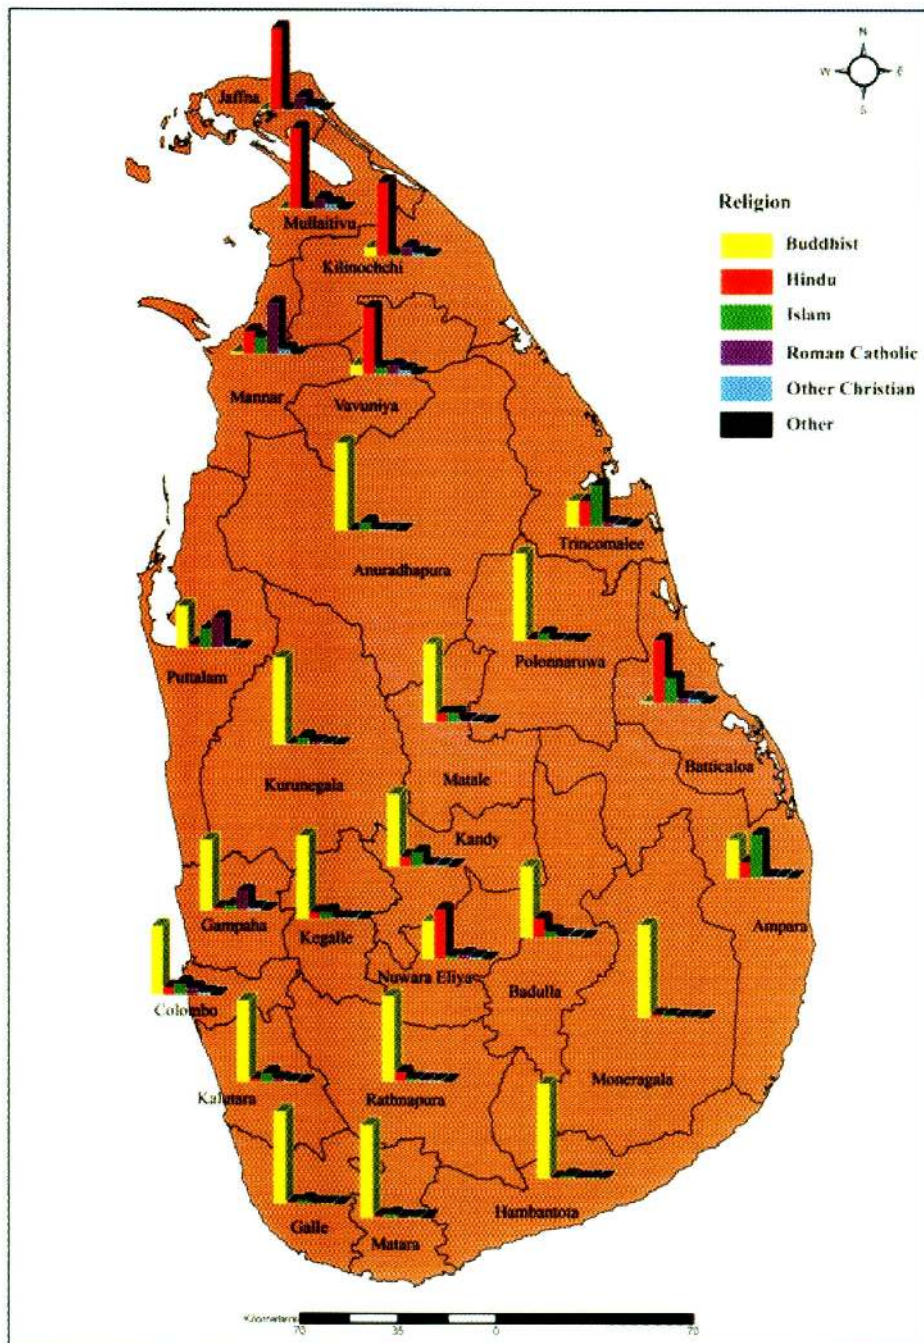 N
W E
S
Jaffna
Mullaitivu
Kilinochchi
Mannar
Vavuniya
Anuradhapura
Trincomalee
Polonnaruwa
Puttalam
Kurunegala
Matale
Batticaloa
Kandy
Gampaha
Kegalle
Nuwara Eliya
Badulla
Ampara
Colombo
Kalutara
Rathnapura
Moneragala
Galle
Matara
Hambantota
Religion
Buddhist
Hindu
Islam
Roman Catholic
Other Christian
Other
Kilometers
70 35 0 70